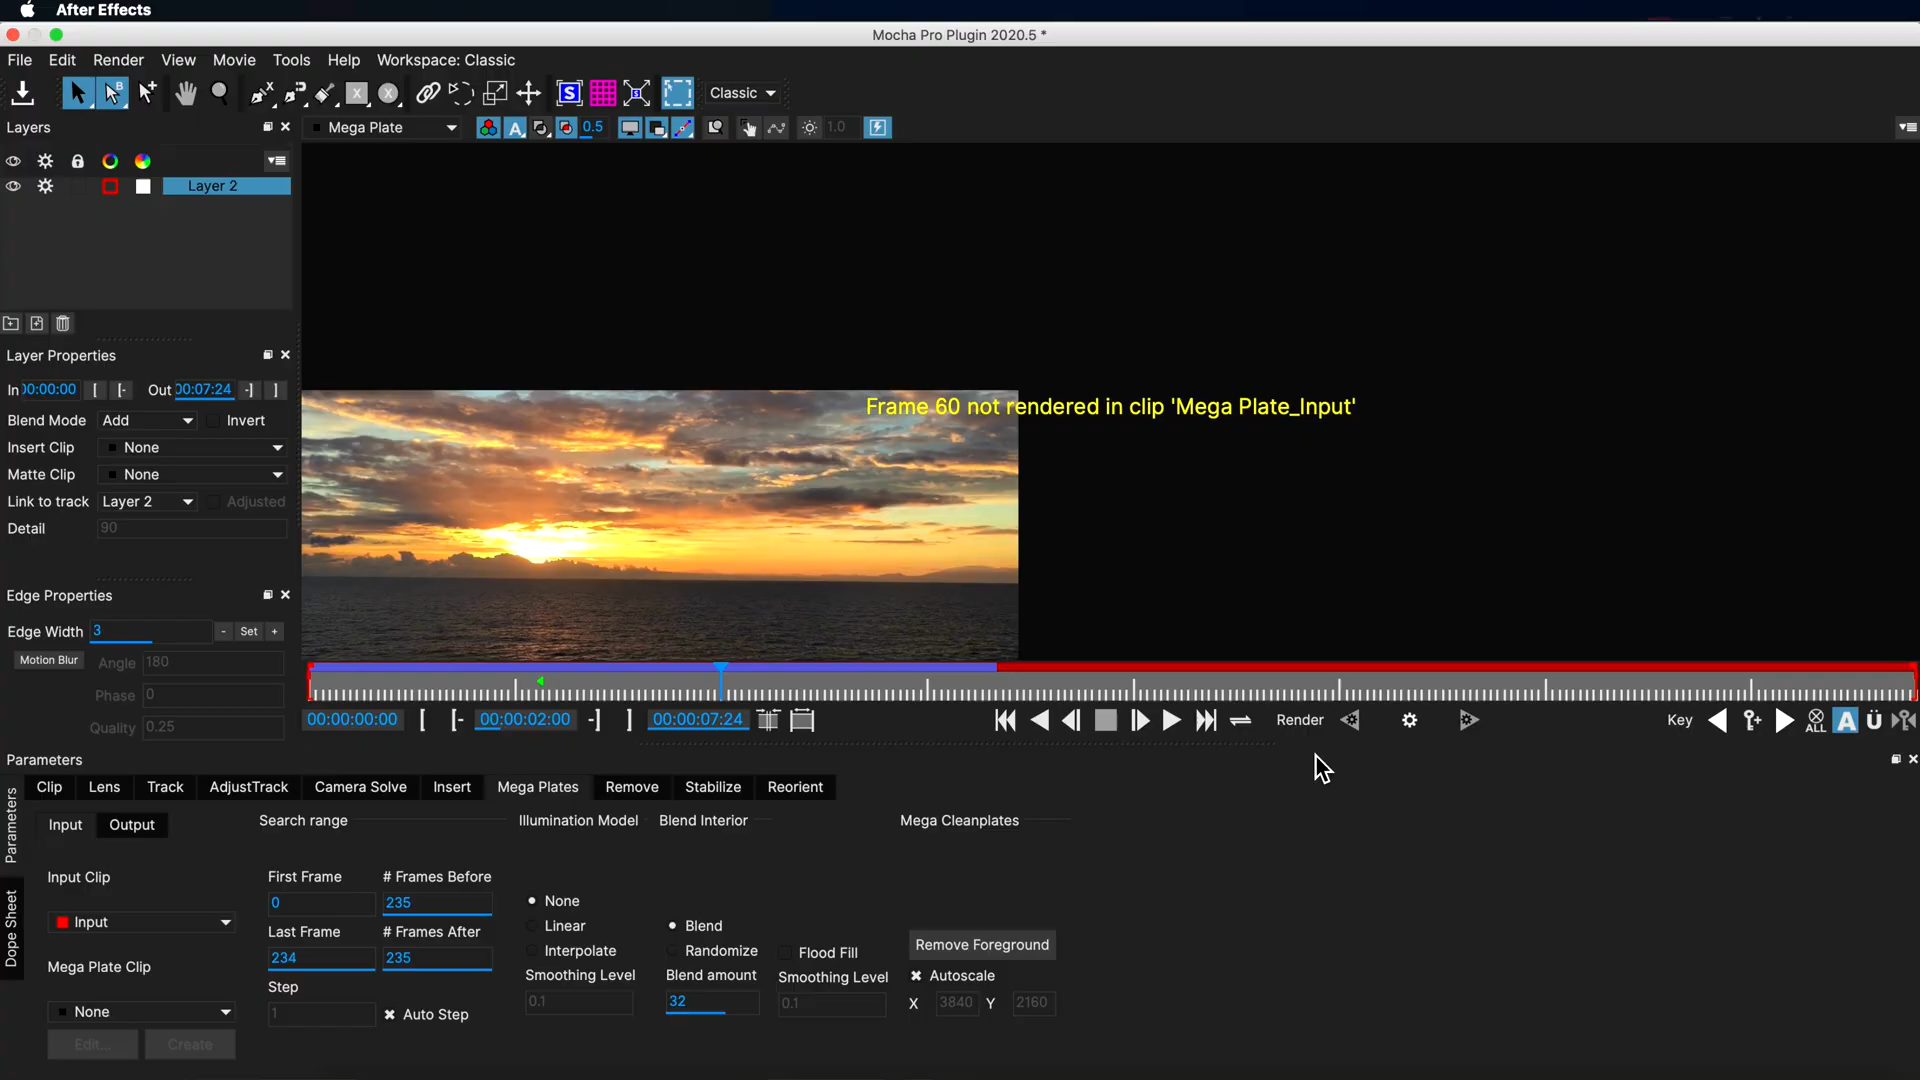 After Effects
Mocha Pro Plugin 2020.5 *
File Edit Render View Movie Tools Help Workspace: Classic
Classic
Layers
Mega Plate
0.5
1.0
Layer 2
Layer Properties
In 00:00:00 Out 00:07:24
Blend Mode Add Invert
Insert Clip None
Matte Clip None
Link to track Layer 2 Adjusted
Detail 90
Frame 60 not rendered in clip 'Mega Plate_Input'
Edge Properties
Edge Width 3 - Set +
Motion Blur Angle 180
Phase 0
Quality 0.25
00:00:00:00 [ [- 00:00:02:00 -] ] 00:00:07:24
Render
Key
ALL
A Ü
Parameters
Parameters
Dope Sheet
Clip Lens Track AdjustTrack Camera Solve Insert Mega Plates Remove Stabilize Reorient
Input Output Search range Illumination Model Blend Interior Mega Cleanplates
Input Clip
Input
Mega Plate Clip
None
Edit... Create
First Frame # Frames Before
0 235
Last Frame # Frames After
234 235
Step
1 Auto Step
None
Linear
Interpolate
Smoothing Level
0.1
Blend
Randomize
Blend amount
32
Flood Fill
Smoothing Level
0.1
Remove Foreground
Autoscale
X 3840 Y 2160